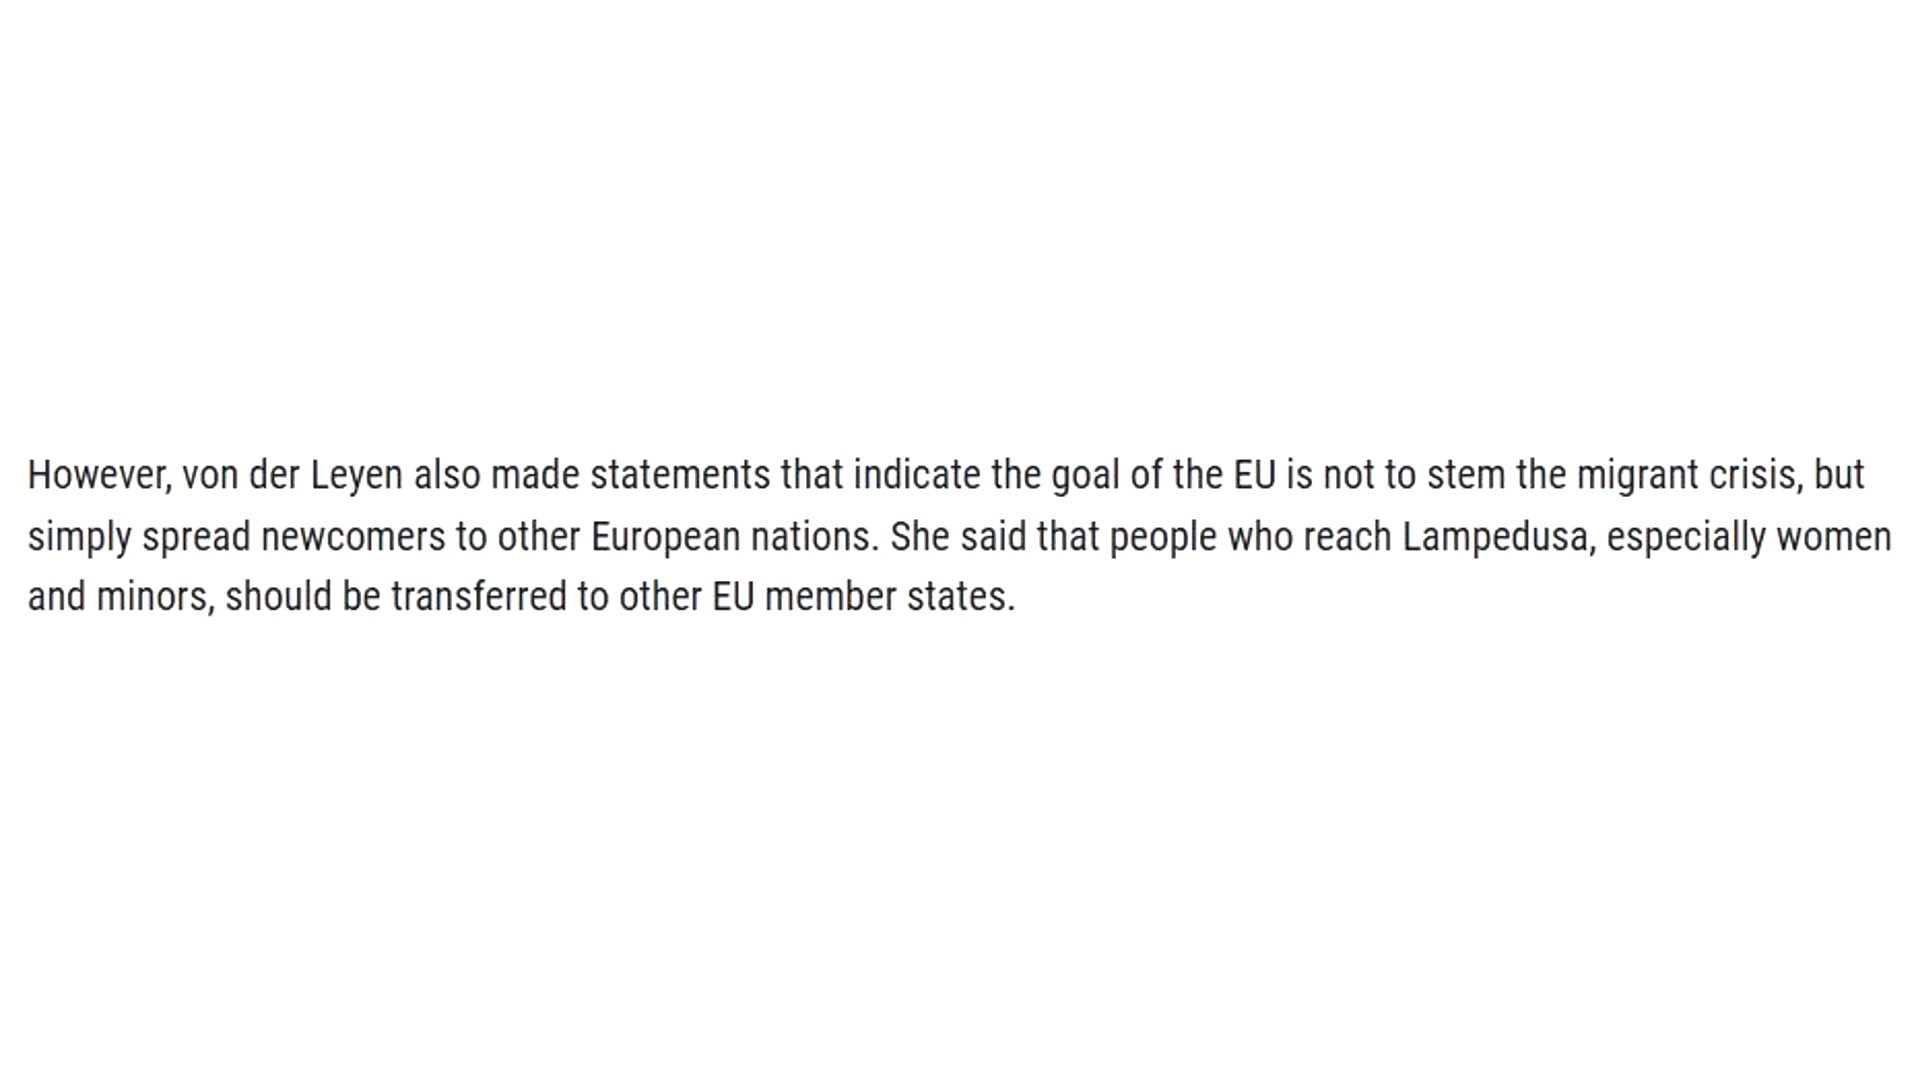 However, von der Leyen also made statements that indicate the goal of the EU is not to stem the migrant crisis, but
simply spread newcomers to other European nations. She said that people who reach Lampedusa, especially women
and minors, should be transferred to other EU member states.